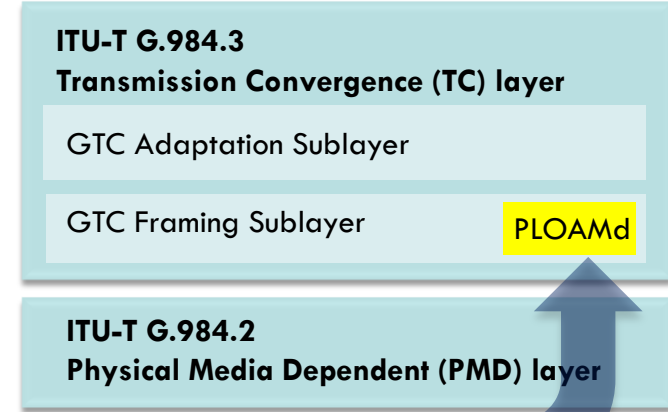 ITU-T G.984.3
Transmission Convergence (TC) layer
GTC Adaptation Sublayer
GTC Framing Sublayer
PLOAMd
ITU-T G.984.2
Physical Media Dependent (PMD) layer